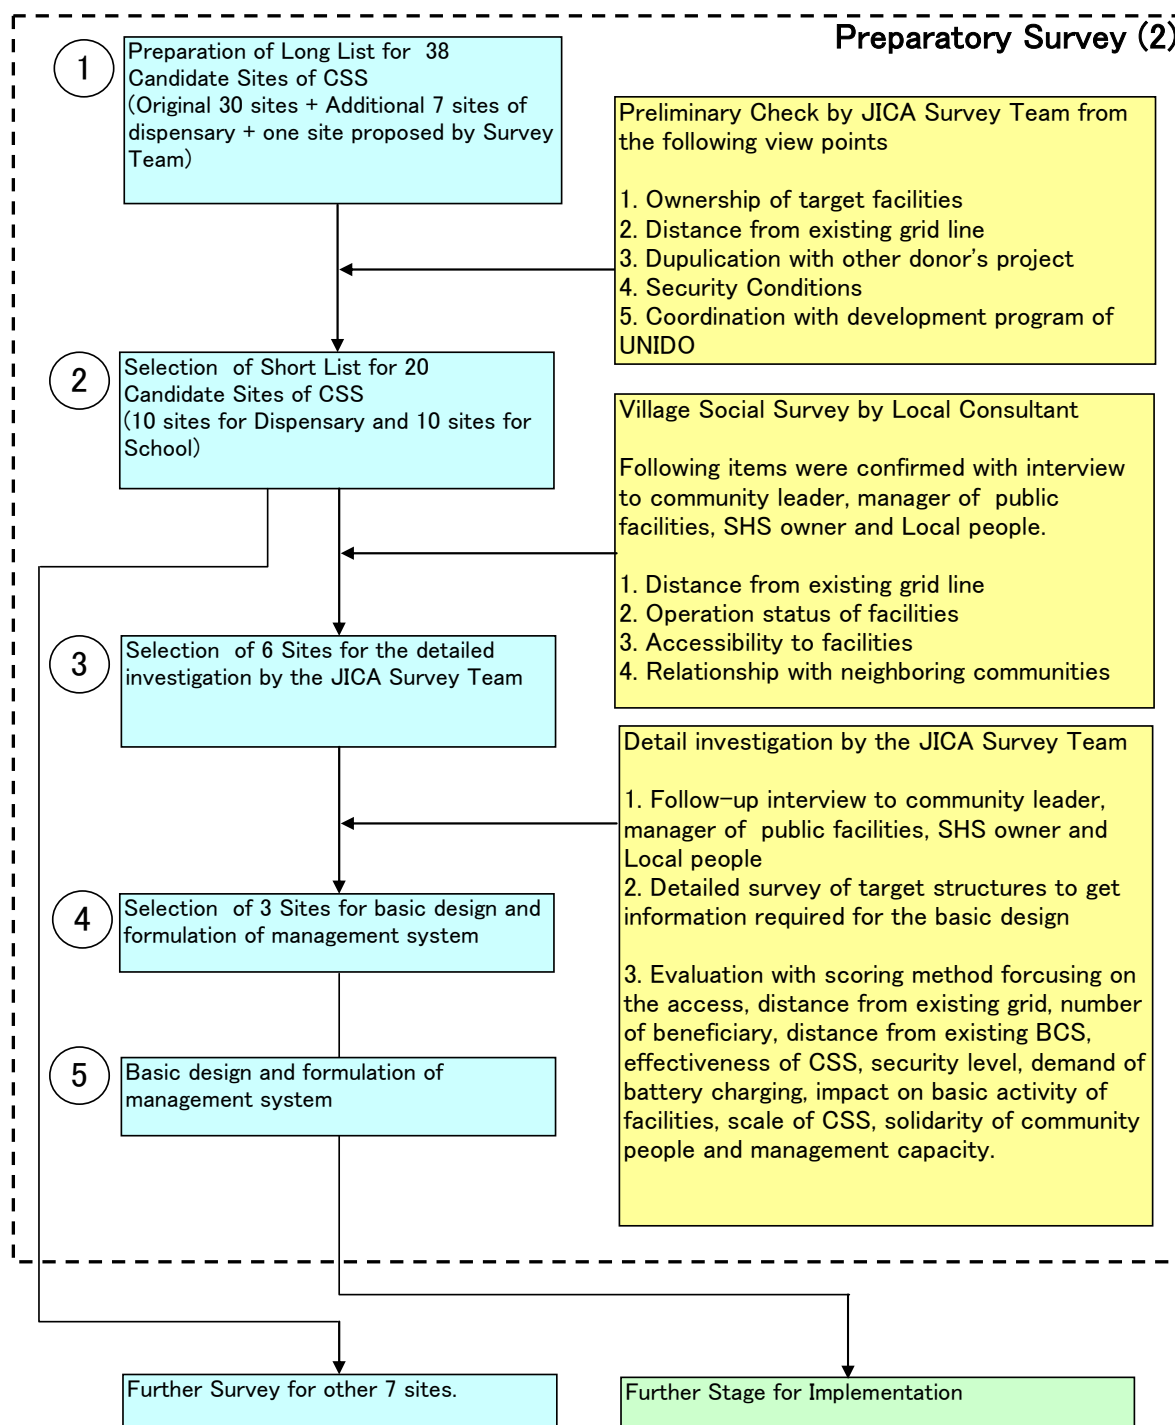 Preparatory Survey (2)
1
Preparation of Long List for 38
Candidate Sites of CSS
(Original 30 sites + Additional 7 sites of
dispensary + one site proposed by Survey
Team)
Preliminary Check by JICA Survey Team from
the following view points
1. Ownership of target facilities
2. Distance from existing grid line
3. Dupulication with other donor's project
4. Security Conditions
5. Coordination with development program of
UNIDO
2
Selection of Short List for 20
Candidate Sites of CSS
(10 sites for Dispensary and 10 sites for
School)
Village Social Survey by Local Consultant
Following items were confirmed with interview
to community leader, manager of public
facilities, SHS owner and Local people.
1. Distance from existing grid line
2. Operation status of facilities
3. Accessibility to facilities
4. Relationship with neighboring communities
3
Selection of 6 Sites for the detailed
investigation by the JICA Survey Team
Detail investigation by the JICA Survey Team
1. Follow-up interview to community leader,
manager of public facilities, SHS owner and
Local people
2. Detailed survey of target structures to get
information required for the basic design
3. Evaluation with scoring method forcusing on
the access, distance from existing grid, number
of beneficiary, distance from existing BCS,
effectiveness of CSS, security level, demand of
battery charging, impact on basic activity of
facilities, scale of CSS, solidarity of community
people and management capacity.
4
Selection of 3 Sites for basic design and
formulation of management system
5
Basic design and formulation of
management system
Further Survey for other 7 sites.
Further Stage for Implementation